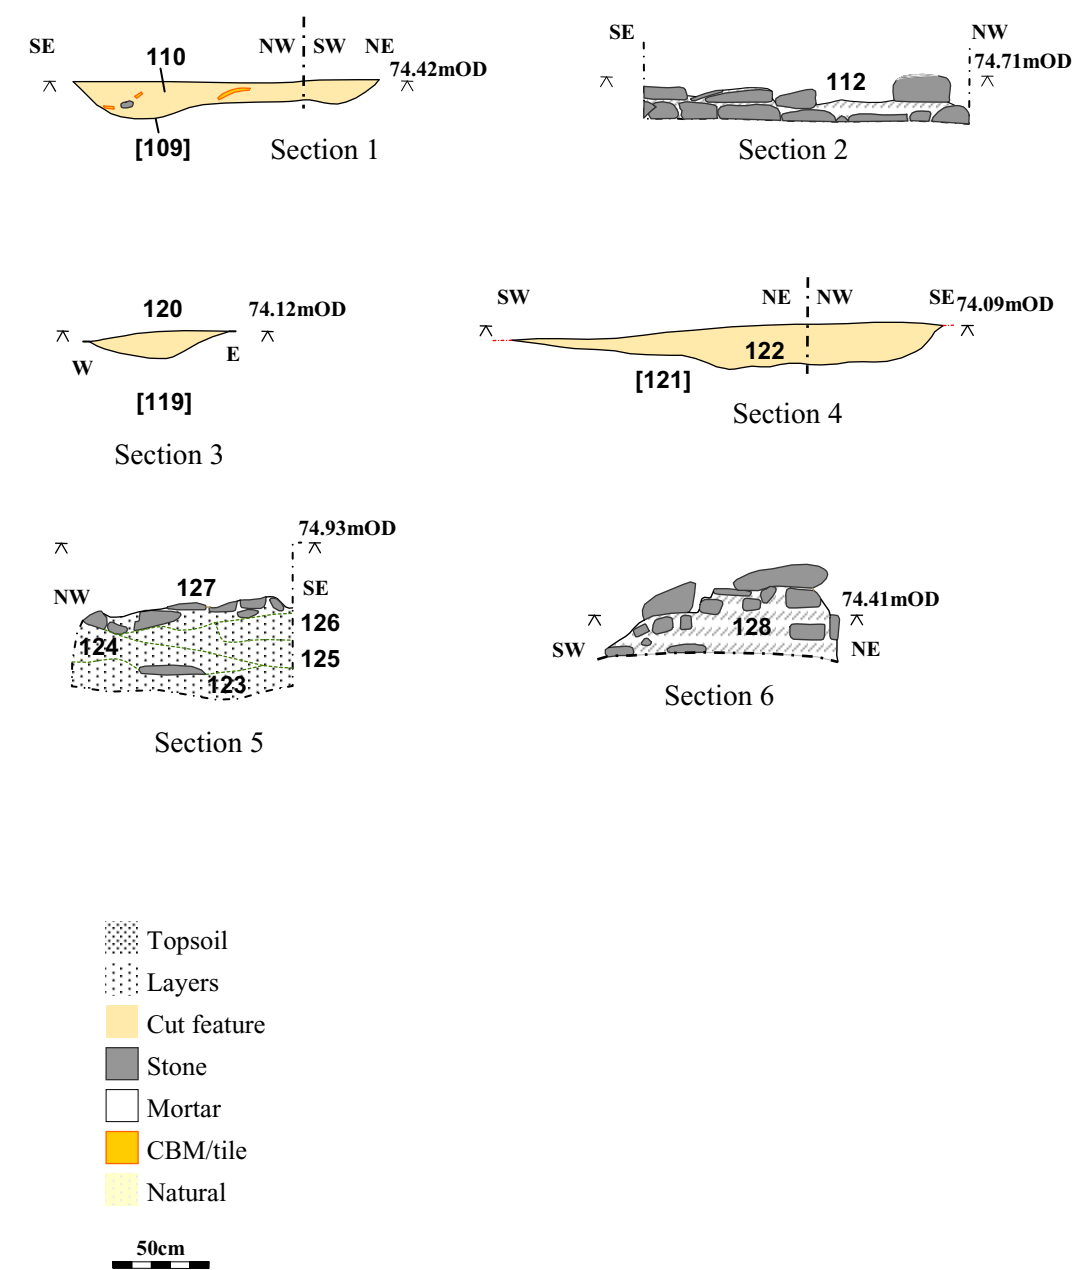 SE 110 NW SW NE 74.42mOD
[109]
Section 1
SE NW 74.71mOD
112
Section 2
120 74.12mOD
W E
[119]
Section 3
SW NE NW SE 74.09mOD
122
[121]
Section 4
74.93mOD
NW 127 SE
126
124
125
123
Section 5
74.41mOD
128
SW NE
Section 6
Topsoil
Layers
Cut feature
Stone
Mortar
CBM/tile
Natural
50cm